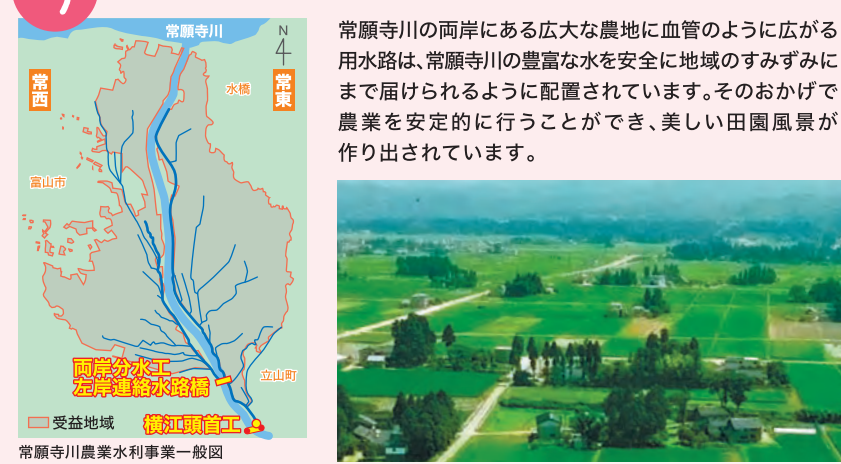 常願寺川
N
常西
常東
水橋
富山市
両岸分水工
左岸連絡水路橋
立山町
受益地域
横江頭首工
常願寺川農業水利事業一般図
常願寺川の両岸にある広大な農地に血管のように広がる
用水路は、常願寺川の豊富な水を安全に地域のすみずみに
まで届けられるように配置されています。そのおかげで
農業を安定的に行うことができ、美しい田園風景が
作り出されています。